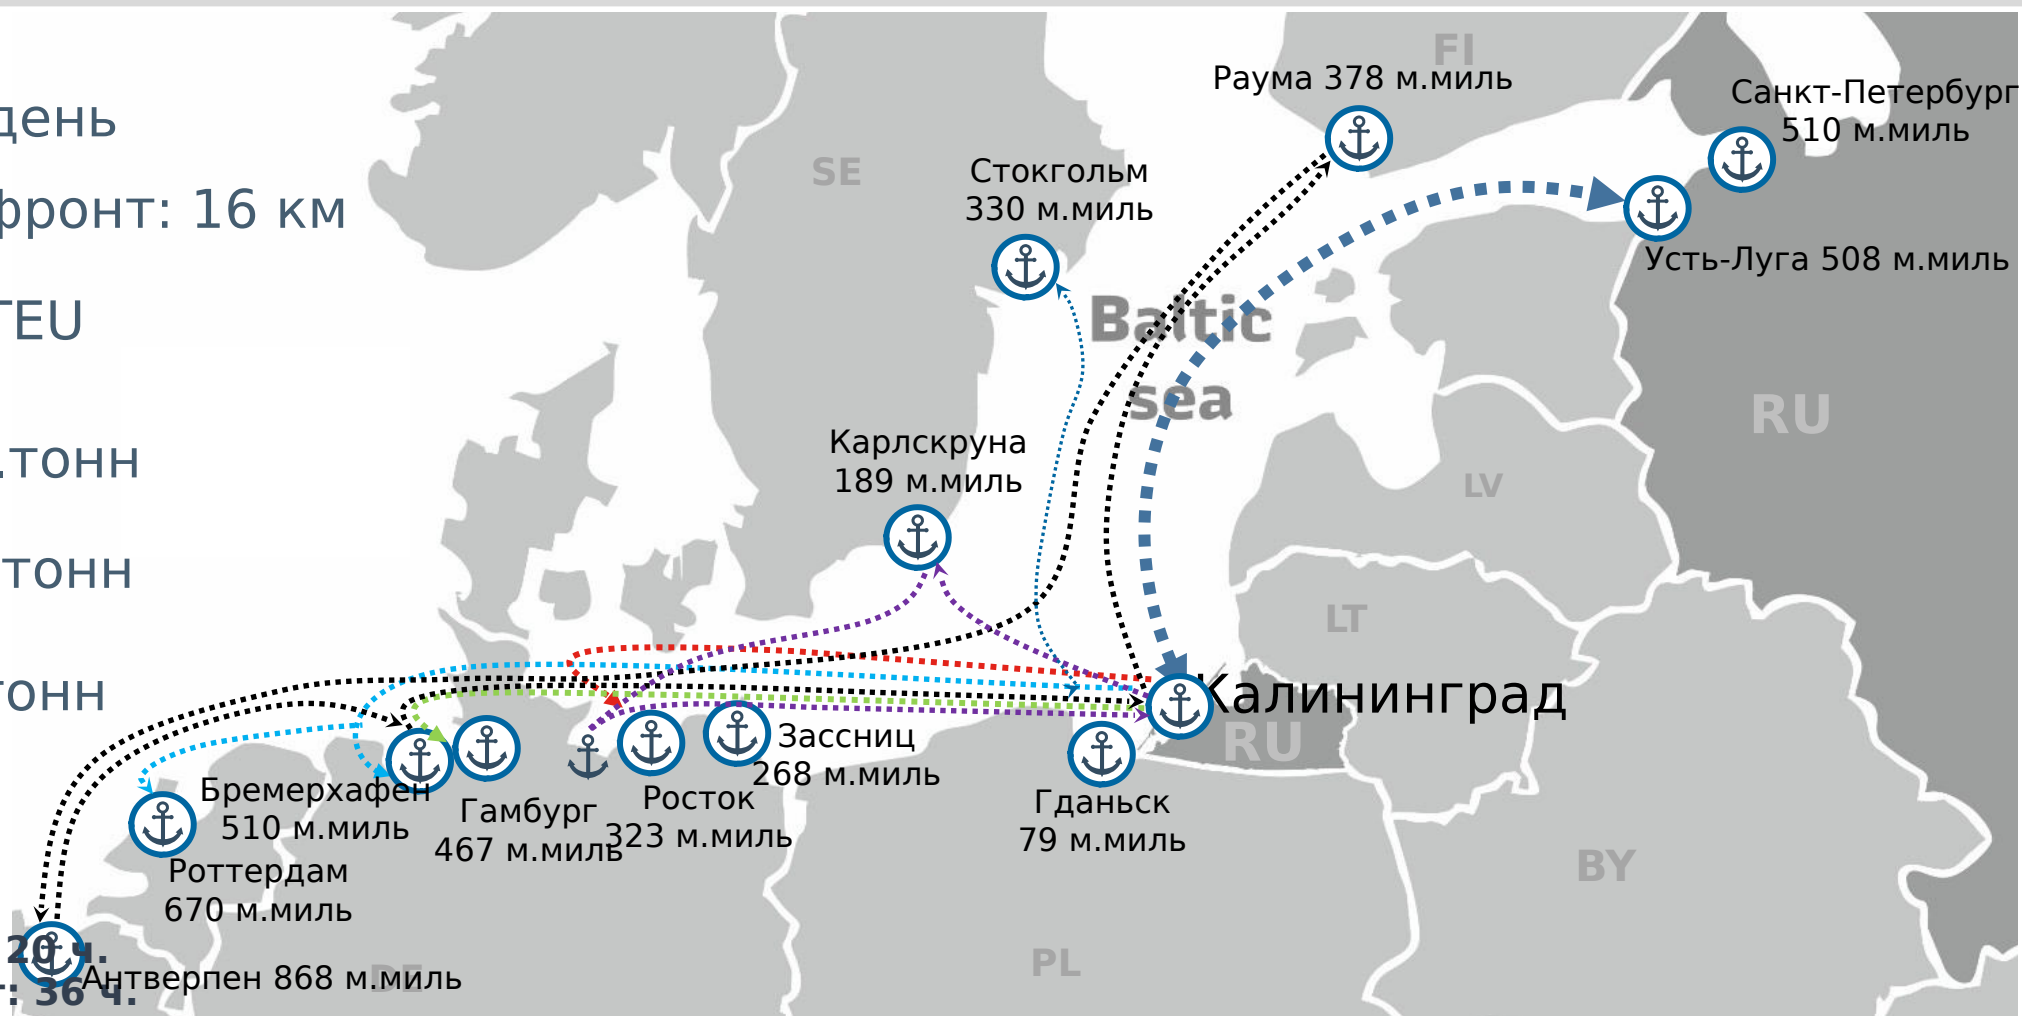 день
фронт: 16 км
TEU
.тонн
тонн
тонн
20 ч.
: 36 ч.
FI
Раума 378 м.миль
Санкт-Петербург
510 м.миль
SE
Стокгольм
330 м.миль
Усть-Луга 508 м.миль
Baltic
sea
RU
Карлскруна
189 м.миль
LV
LT
Калининград
RU
Зассниц
268 м.миль
Бремерхафен
510 м.миль
Гамбург
467 м.миль
Росток
323 м.миль
Гданьск
79 м.миль
Роттердам
670 м.миль
BY
Антверпен 868 м.миль
DE
PL